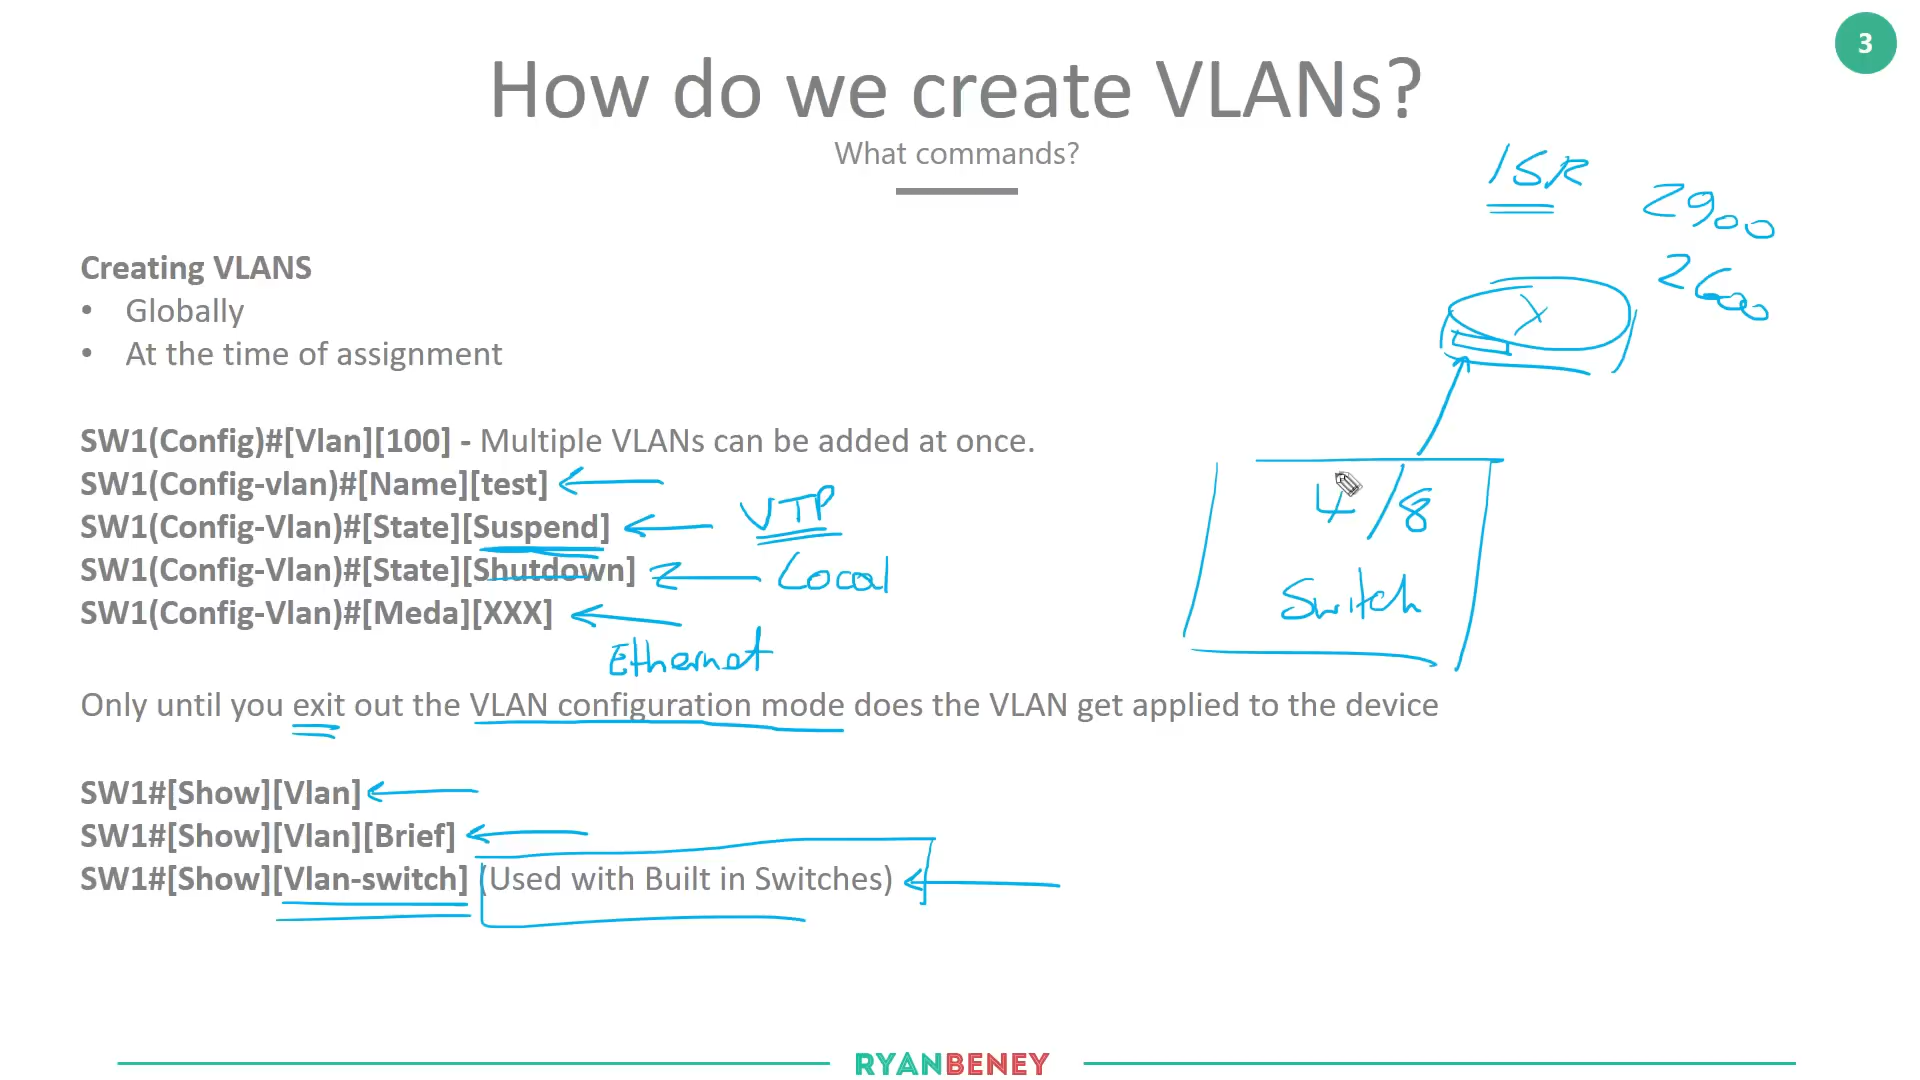 3
How do we create VLANs?
What commands?
ISR
2900
2600
Creating VLANS
• Globally
• At the time of assignment
SW1(Config)#[Vlan][100] - Multiple VLANs can be added at once.
SW1(Config-vlan)#[Name][test]
SW1(Config-Vlan)#[State][Suspend] VTP
SW1(Config-Vlan)#[State][Shutdown] Local
SW1(Config-Vlan)#[Meda][XXX]
Ethernet
4/8
Switch
Only until you exit out the VLAN configuration mode does the VLAN get applied to the device
SW1#[Show][Vlan]
SW1#[Show][Vlan][Brief]
SW1#[Show][Vlan-switch] (Used with Built in Switches)
RYANBENEY